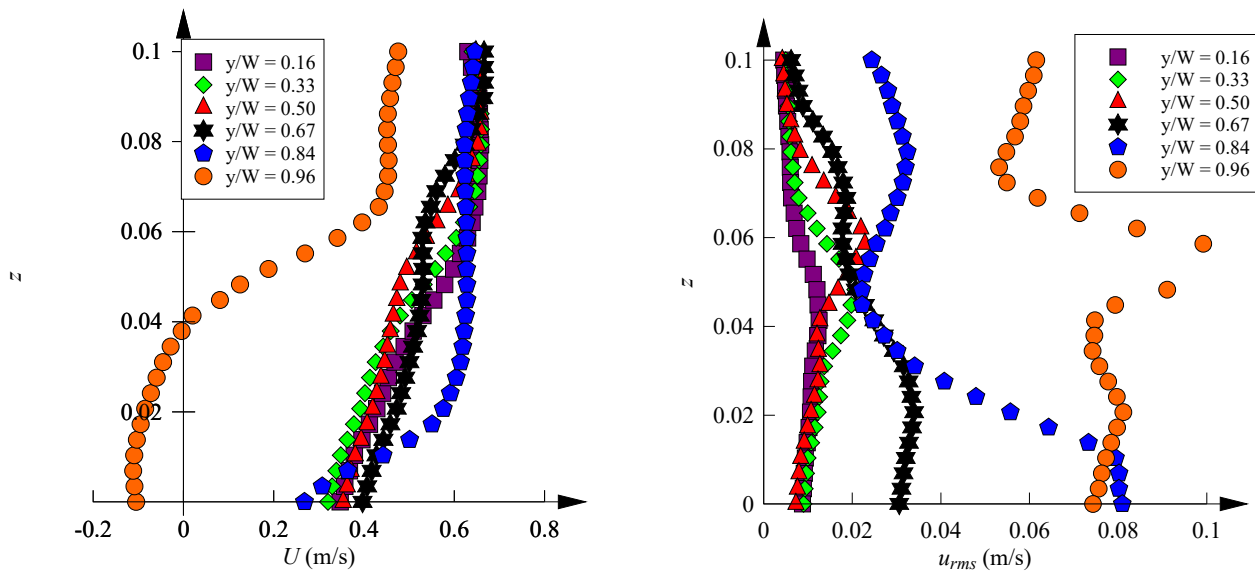 0.1
0.08
0.06
0.04
0.02
z
-0.2 0 0.2 0.4 0.6 0.8
U (m/s)
y/W = 0.16
y/W = 0.33
y/W = 0.50
y/W = 0.67
y/W = 0.84
y/W = 0.96
0.1
0.08
0.06
0.04
0.02
0
z
0 0.02 0.04 0.06 0.08 0.1
u_rms (m/s)
y/W = 0.16
y/W = 0.33
y/W = 0.50
y/W = 0.67
y/W = 0.84
y/W = 0.96